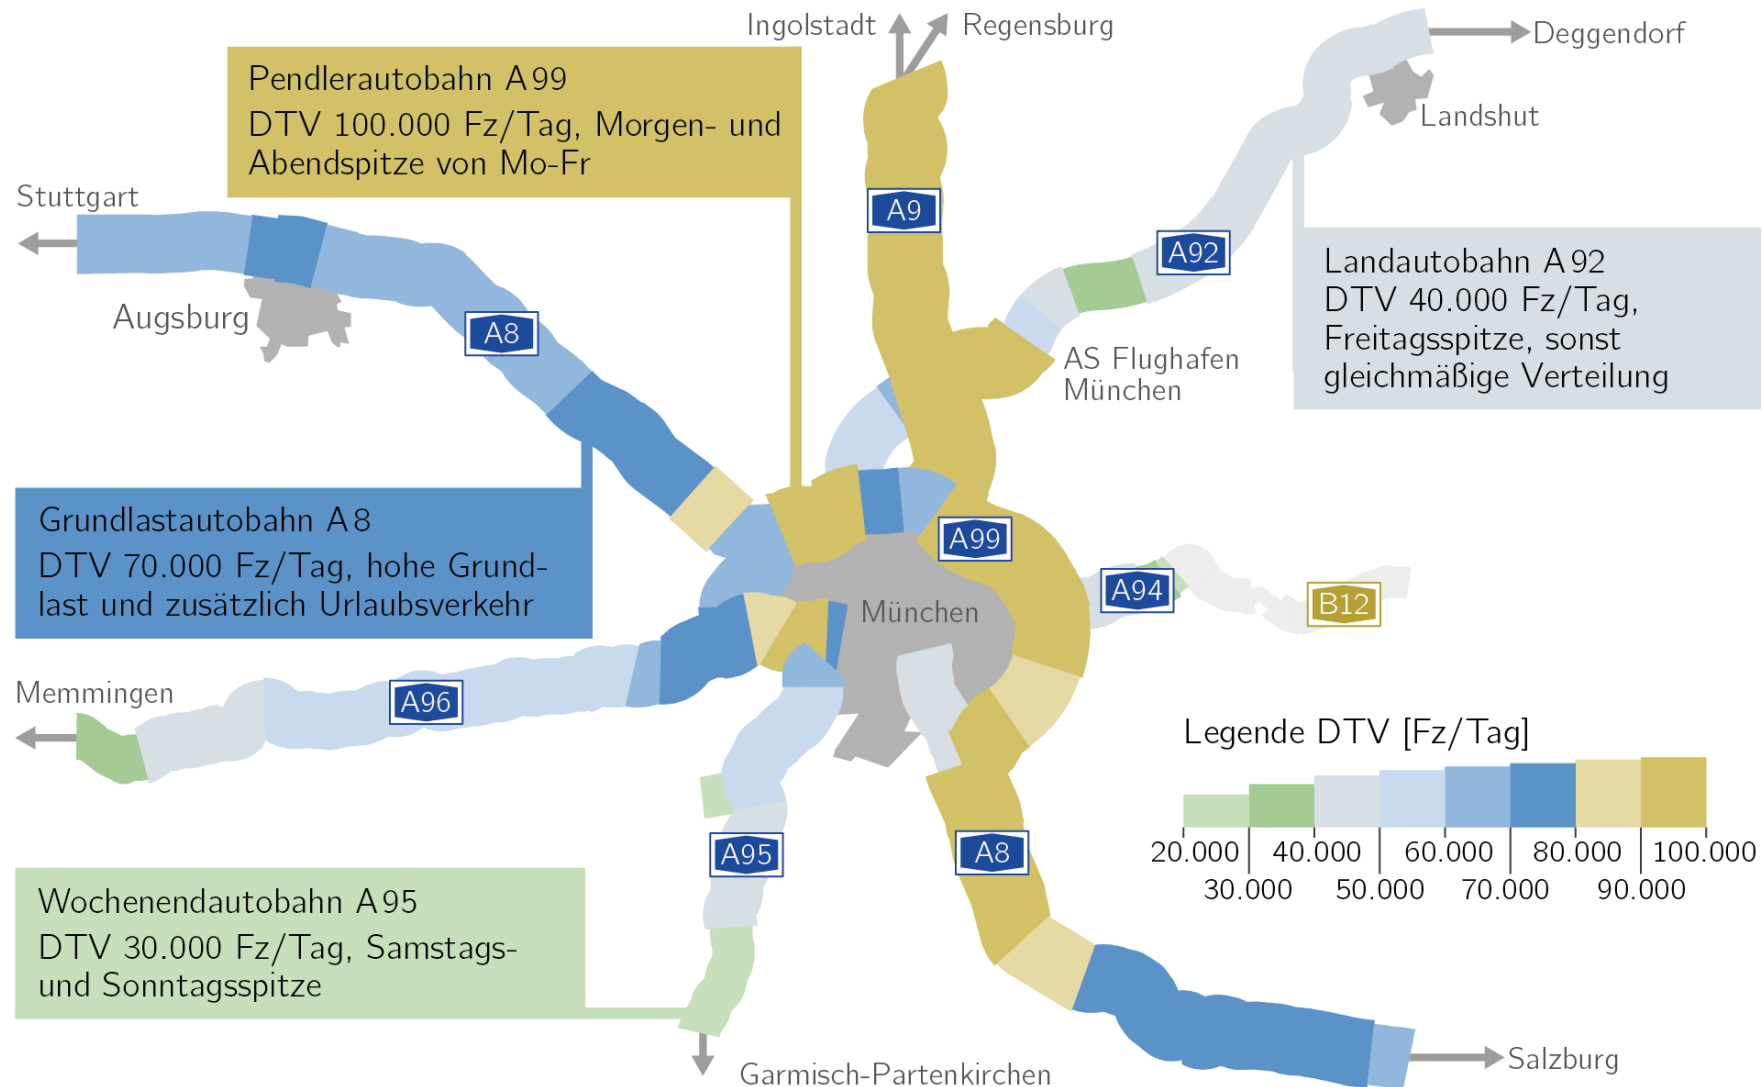 Ingolstadt
Regensburg
Deggendorf
Landshut
Pendlerautobahn A 99
DTV 100.000 Fz/Tag, Morgen- und
Abendspitze von Mo-Fr
Stuttgart
A9
A92
Landautobahn A 92
DTV 40.000 Fz/Tag,
Freitagsspitze, sonst
gleichmäßige Verteilung
Augsburg
A8
AS Flughafen
München
Grundlastautobahn A 8
DTV 70.000 Fz/Tag, hohe Grund-
last und zusätzlich Urlaubsverkehr
A99
A94
B12
München
Memmingen
A96
Legende DTV [Fz/Tag]
20.000 40.000 60.000 80.000 100.000
30.000 50.000 70.000 90.000
A95
A8
Wochenendautobahn A 95
DTV 30.000 Fz/Tag, Samstags-
und Sonntagsspitze
Salzburg
Garmisch-Partenkirchen